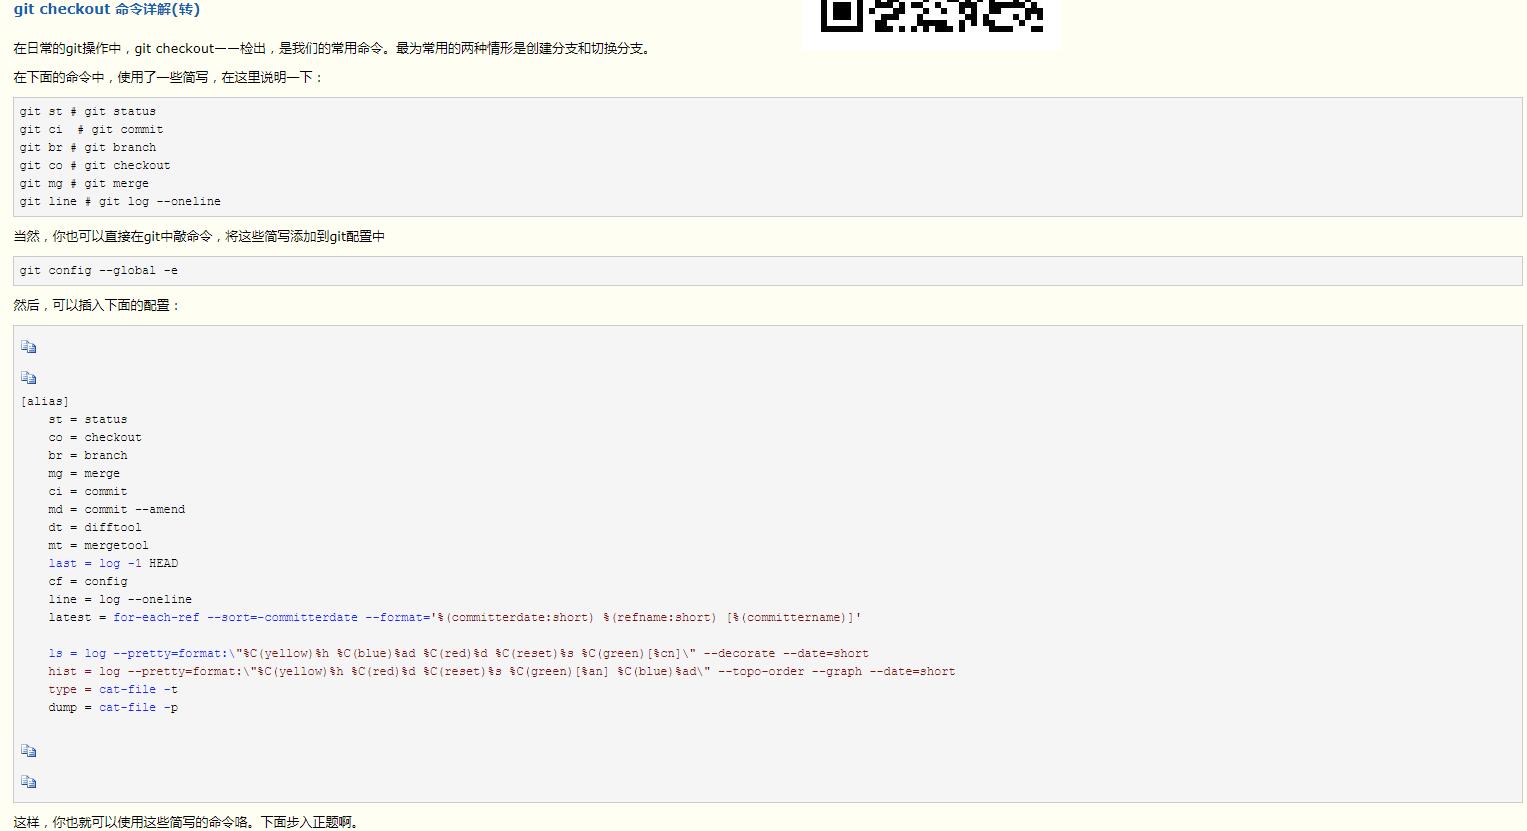 git checkout 命令详解(转)
在日常的git操作中，git checkout——检出，是我们的常用命令。最为常用的两种情形是创建分支和切换分支。
在下面的命令中，使用了一些简写，在这里说明一下：
git st # git status
git ci  # git commit
git br # git branch
git co # git checkout
git mg # git merge
git line # git log --oneline
当然，你也可以直接在git中敲命令，将这些简写添加到git配置中
git config --global -e
然后，可以插入下面的配置：
[alias]
    st = status
    co = checkout
    br = branch
    mg = merge
    ci = commit
    md = commit --amend
    dt = difftool
    mt = mergetool
    last = log -1 HEAD
    cf = config
    line = log --oneline
    latest = for-each-ref --sort=-committerdate --format='%(committerdate:short) %(refname:short) [%(committername)]'
    ls = log --pretty=format:\"%C(yellow)%h %C(blue)%ad %C(red)%d %C(reset)%s %C(green)[%cn]\" --decorate --date=short
    hist = log --pretty=format:\"%C(yellow)%h %C(red)%d %C(reset)%s %C(green)[%an] %C(blue)%ad\" --topo-order --graph --date=short
    type = cat-file -t
    dump = cat-file -p
这样，你也就可以使用这些简写的命令咯。下面步入正题啊。